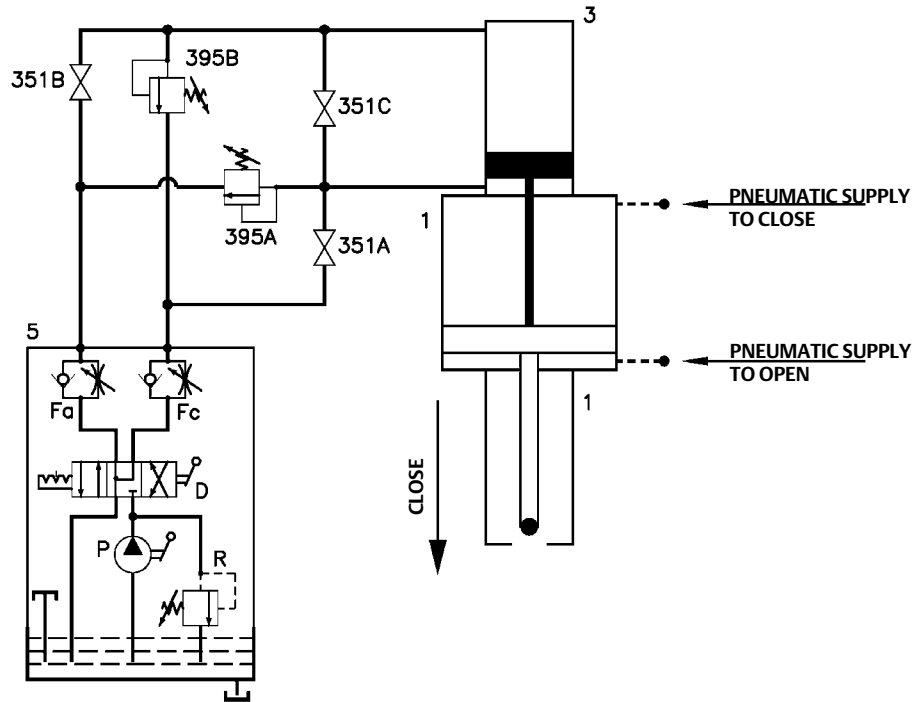 3
395B
351B
351C
395A
1
351A
PNEUMATIC SUPPLY
TO CLOSE
5
PNEUMATIC SUPPLY
TO OPEN
Fa
Fc
1
CLOSE
D
P
R